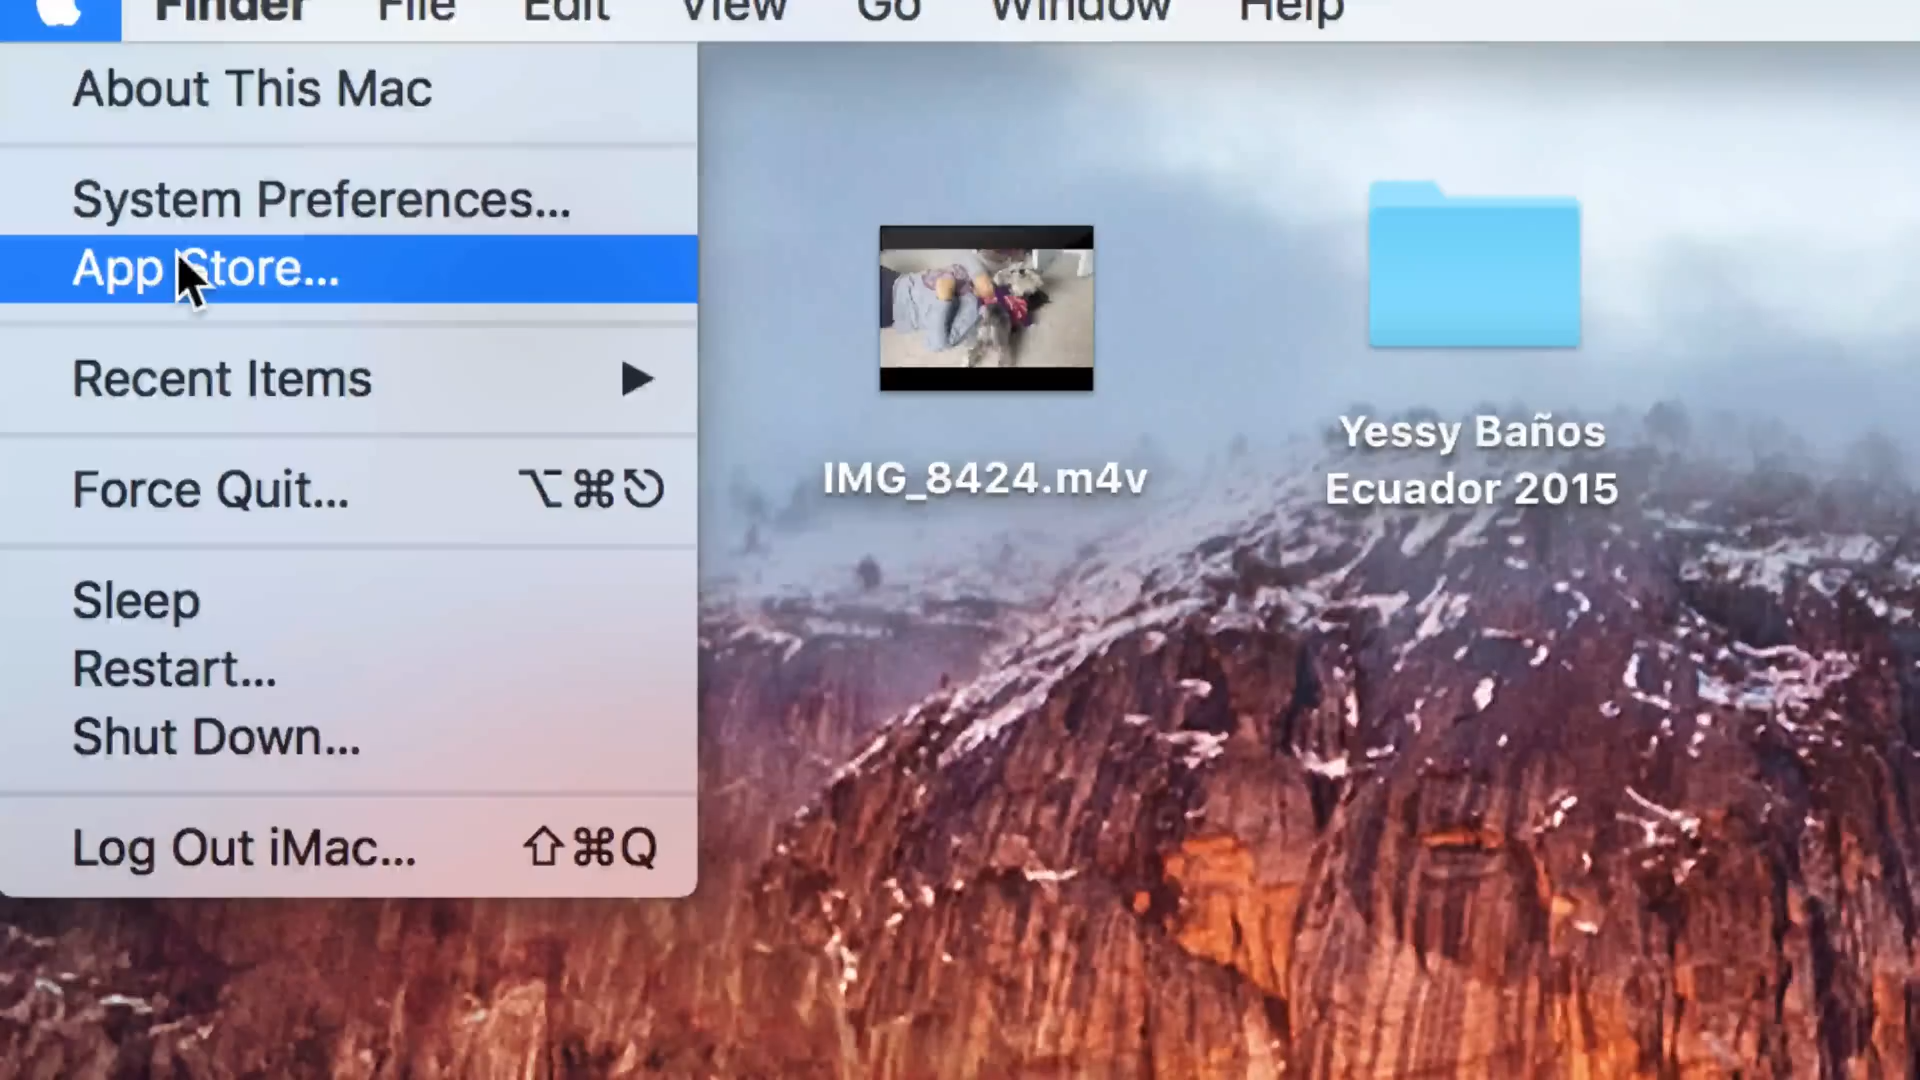 Finder File Edit View Go Window Help
About This Mac
System Preferences...
App Store...
Recent Items ▶
Force Quit... ⌥⌘⎋
Sleep
Restart...
Shut Down...
Log Out iMac... ⇧⌘Q
IMG_8424.m4v
Yessy Baños
Ecuador 2015